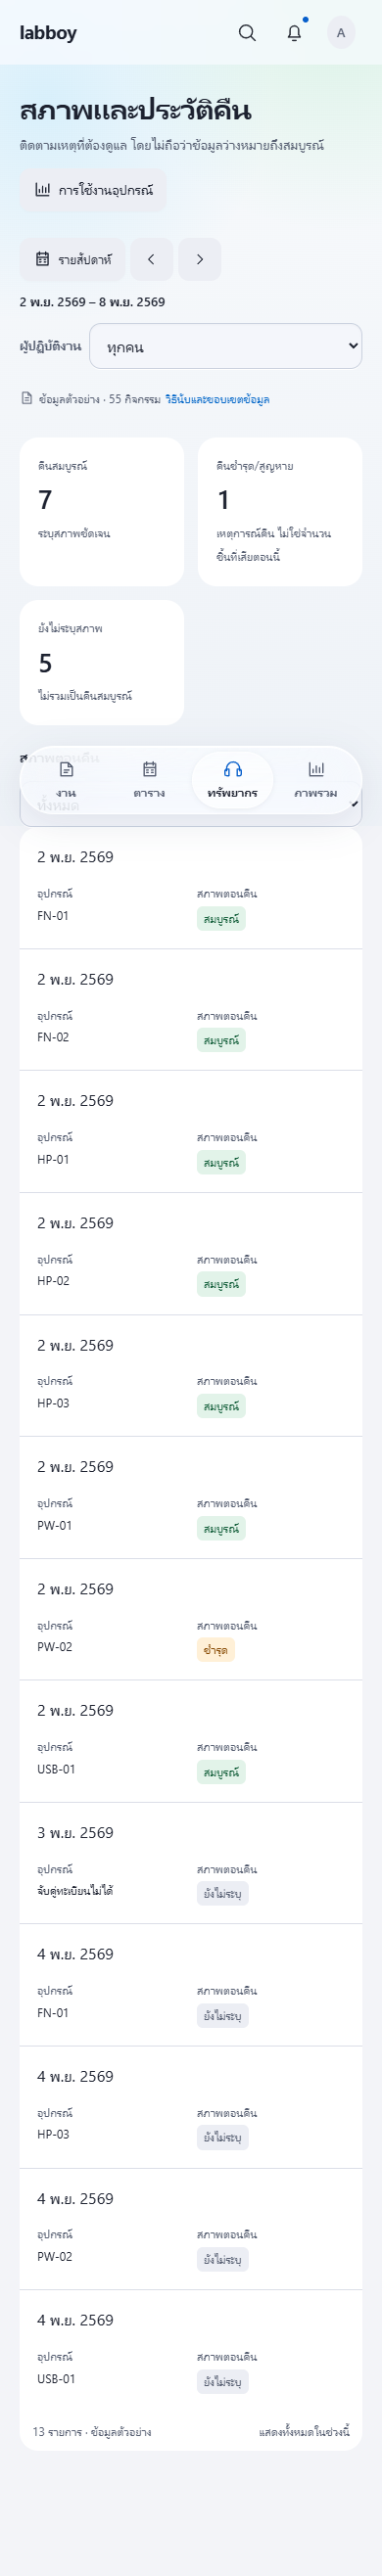 labboy
A
สภาพและประวัติคืน
ติดตามเหตุที่ต้องดูแล โดยไม่ถือว่าข้อมูลว่างหมายถึงสมบูรณ์
การใช้งานอุปกรณ์
รายสัปดาห์
2 พ.ย. 2569 – 8 พ.ย. 2569
ผู้ปฏิบัติงาน
ทุกคน
ข้อมูลตัวอย่าง · 55 กิจกรรม วิธีนับและขอบเขตข้อมูล
คืนสมบูรณ์
7
ระบุสภาพชัดเจน
คืนชำรุด/สูญหาย
1
เหตุการณ์คืน ไม่ใช่จำนวน
ชิ้นที่เสียตอนนี้
ยังไม่ระบุสภาพ
5
ไม่รวมเป็นคืนสมบูรณ์
สภาพตอนคืน
ทั้งหมด
งาน
ตาราง
ทรัพยากร
ภาพรวม
2 พ.ย. 2569
อุปกรณ์
สภาพตอนคืน
FN-01
สมบูรณ์
2 พ.ย. 2569
อุปกรณ์
สภาพตอนคืน
FN-02
สมบูรณ์
2 พ.ย. 2569
อุปกรณ์
สภาพตอนคืน
HP-01
สมบูรณ์
2 พ.ย. 2569
อุปกรณ์
สภาพตอนคืน
HP-02
สมบูรณ์
2 พ.ย. 2569
อุปกรณ์
สภาพตอนคืน
HP-03
สมบูรณ์
2 พ.ย. 2569
อุปกรณ์
สภาพตอนคืน
PW-01
สมบูรณ์
2 พ.ย. 2569
อุปกรณ์
สภาพตอนคืน
PW-02
ชำรุด
2 พ.ย. 2569
อุปกรณ์
สภาพตอนคืน
USB-01
สมบูรณ์
3 พ.ย. 2569
อุปกรณ์
สภาพตอนคืน
จับคู่ทะเบียนไม่ได้
ยังไม่ระบุ
4 พ.ย. 2569
อุปกรณ์
สภาพตอนคืน
FN-01
ยังไม่ระบุ
4 พ.ย. 2569
อุปกรณ์
สภาพตอนคืน
HP-03
ยังไม่ระบุ
4 พ.ย. 2569
อุปกรณ์
สภาพตอนคืน
PW-02
ยังไม่ระบุ
4 พ.ย. 2569
อุปกรณ์
สภาพตอนคืน
USB-01
ยังไม่ระบุ
13 รายการ · ข้อมูลตัวอย่าง
แสดงทั้งหมดในช่วงนี้